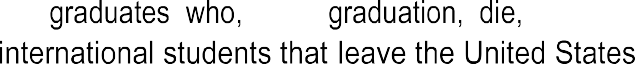 graduates who, graduation, die,
international students that leave the United States